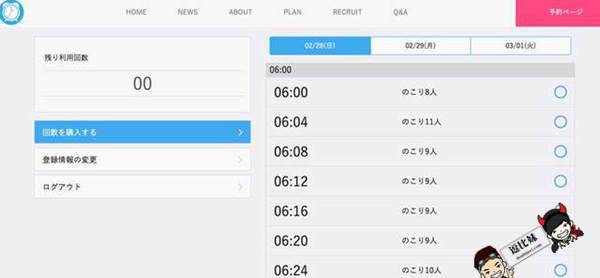 HOME NEWS ABOUT PLAN RECRUIT Q&A 予約ページ
残り利用回数
00
回数を購入する
登録情報の変更
ログアウト
02/28(日) 02/29(月) 03/01(火)
06:00
06:00 のこり8人
06:04 のこり11人
06:08 のこり9人
06:12 のこり9人
06:16 のこり9人
06:20 のこり9人
06:24 のこり10人
逗比妹